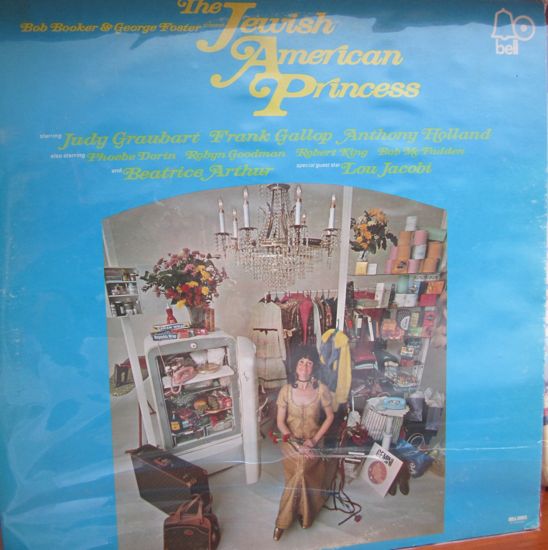 The
Bob Booker & George Foster
Jewish
American
Princess
bell
starring Judy Graubart Frank Gallop Anthony Holland
also starring Phoebe Dorin Robyn Goodman Robert King Bob McFadden
and Beatrice Arthur special guest star Lou Jacobi
GEMINI